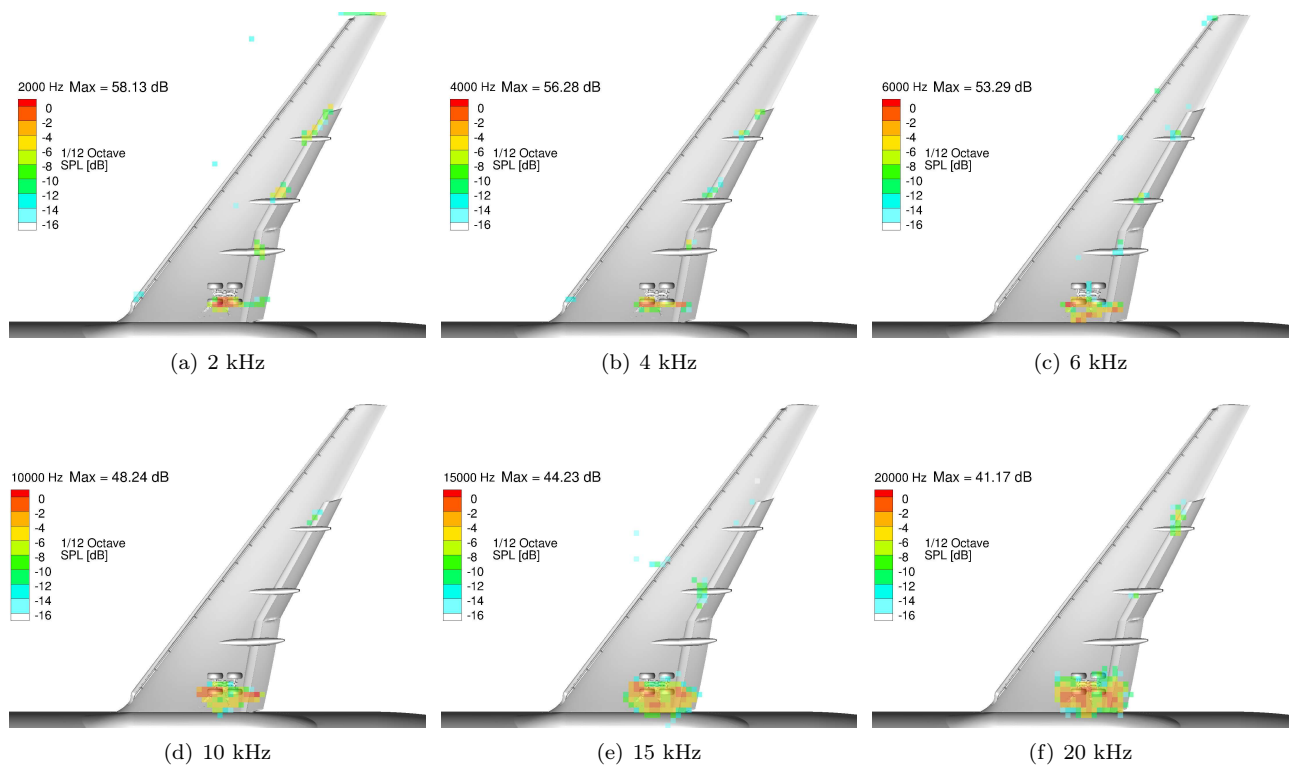 2000 Hz Max = 58.13 dB
0
-2
-4
-6
-8
-10
-12
-14
-16
1/12 Octave
SPL [dB]
(a) 2 kHz
4000 Hz Max = 56.28 dB
0
-2
-4
-6
-8
-10
-12
-14
-16
1/12 Octave
SPL [dB]
(b) 4 kHz
6000 Hz Max = 53.29 dB
0
-2
-4
-6
-8
-10
-12
-14
-16
1/12 Octave
SPL [dB]
(c) 6 kHz
10000 Hz Max = 48.24 dB
0
-2
-4
-6
-8
-10
-12
-14
-16
1/12 Octave
SPL [dB]
(d) 10 kHz
15000 Hz Max = 44.23 dB
0
-2
-4
-6
-8
-10
-12
-14
-16
1/12 Octave
SPL [dB]
(e) 15 kHz
20000 Hz Max = 41.17 dB
0
-2
-4
-6
-8
-10
-12
-14
-16
1/12 Octave
SPL [dB]
(f) 20 kHz